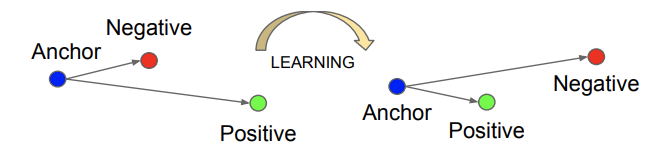 Negative
Anchor
Positive
LEARNING
Anchor
Negative
Positive